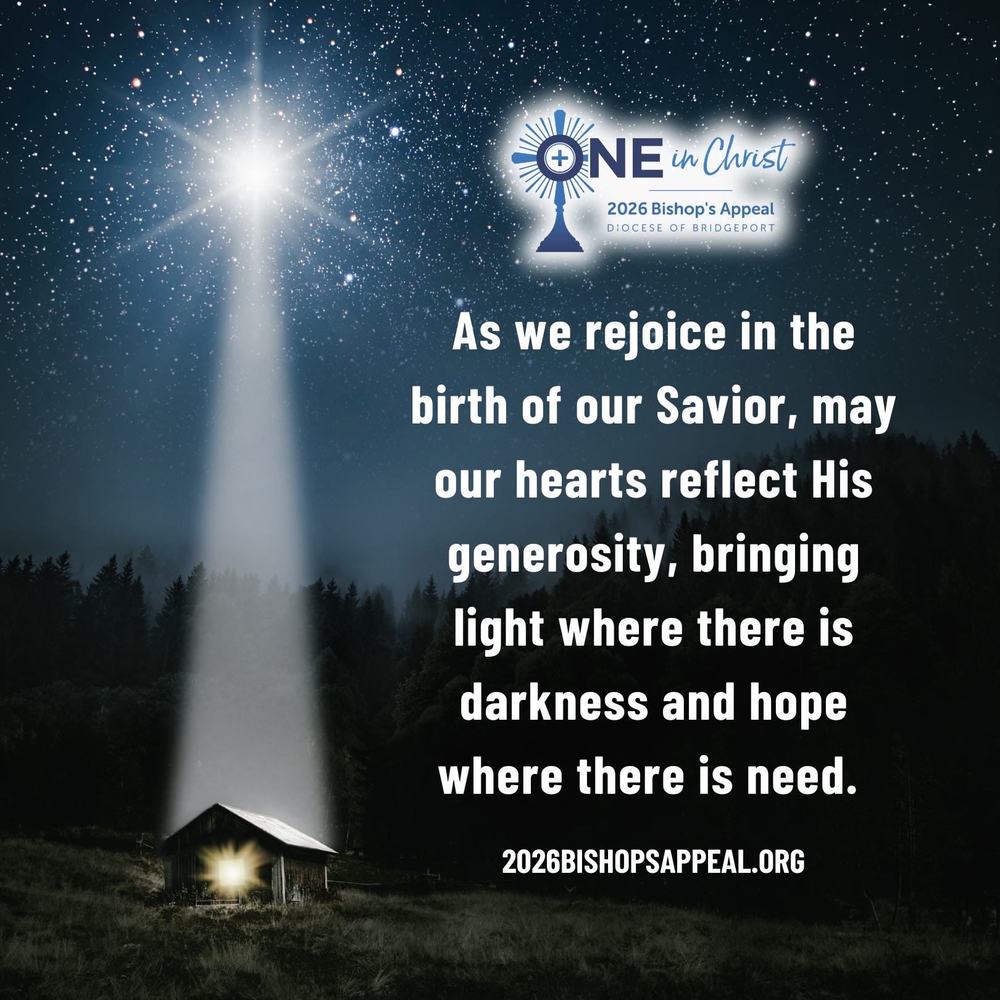 ONE in Christ
2026 Bishop's Appeal
DIOCESE OF BRIDGEPORT
As we rejoice in the
birth of our Savior, may
our hearts reflect His
generosity, bringing
light where there is
darkness and hope
where there is need.
2026BISHOPSAPPEAL.ORG